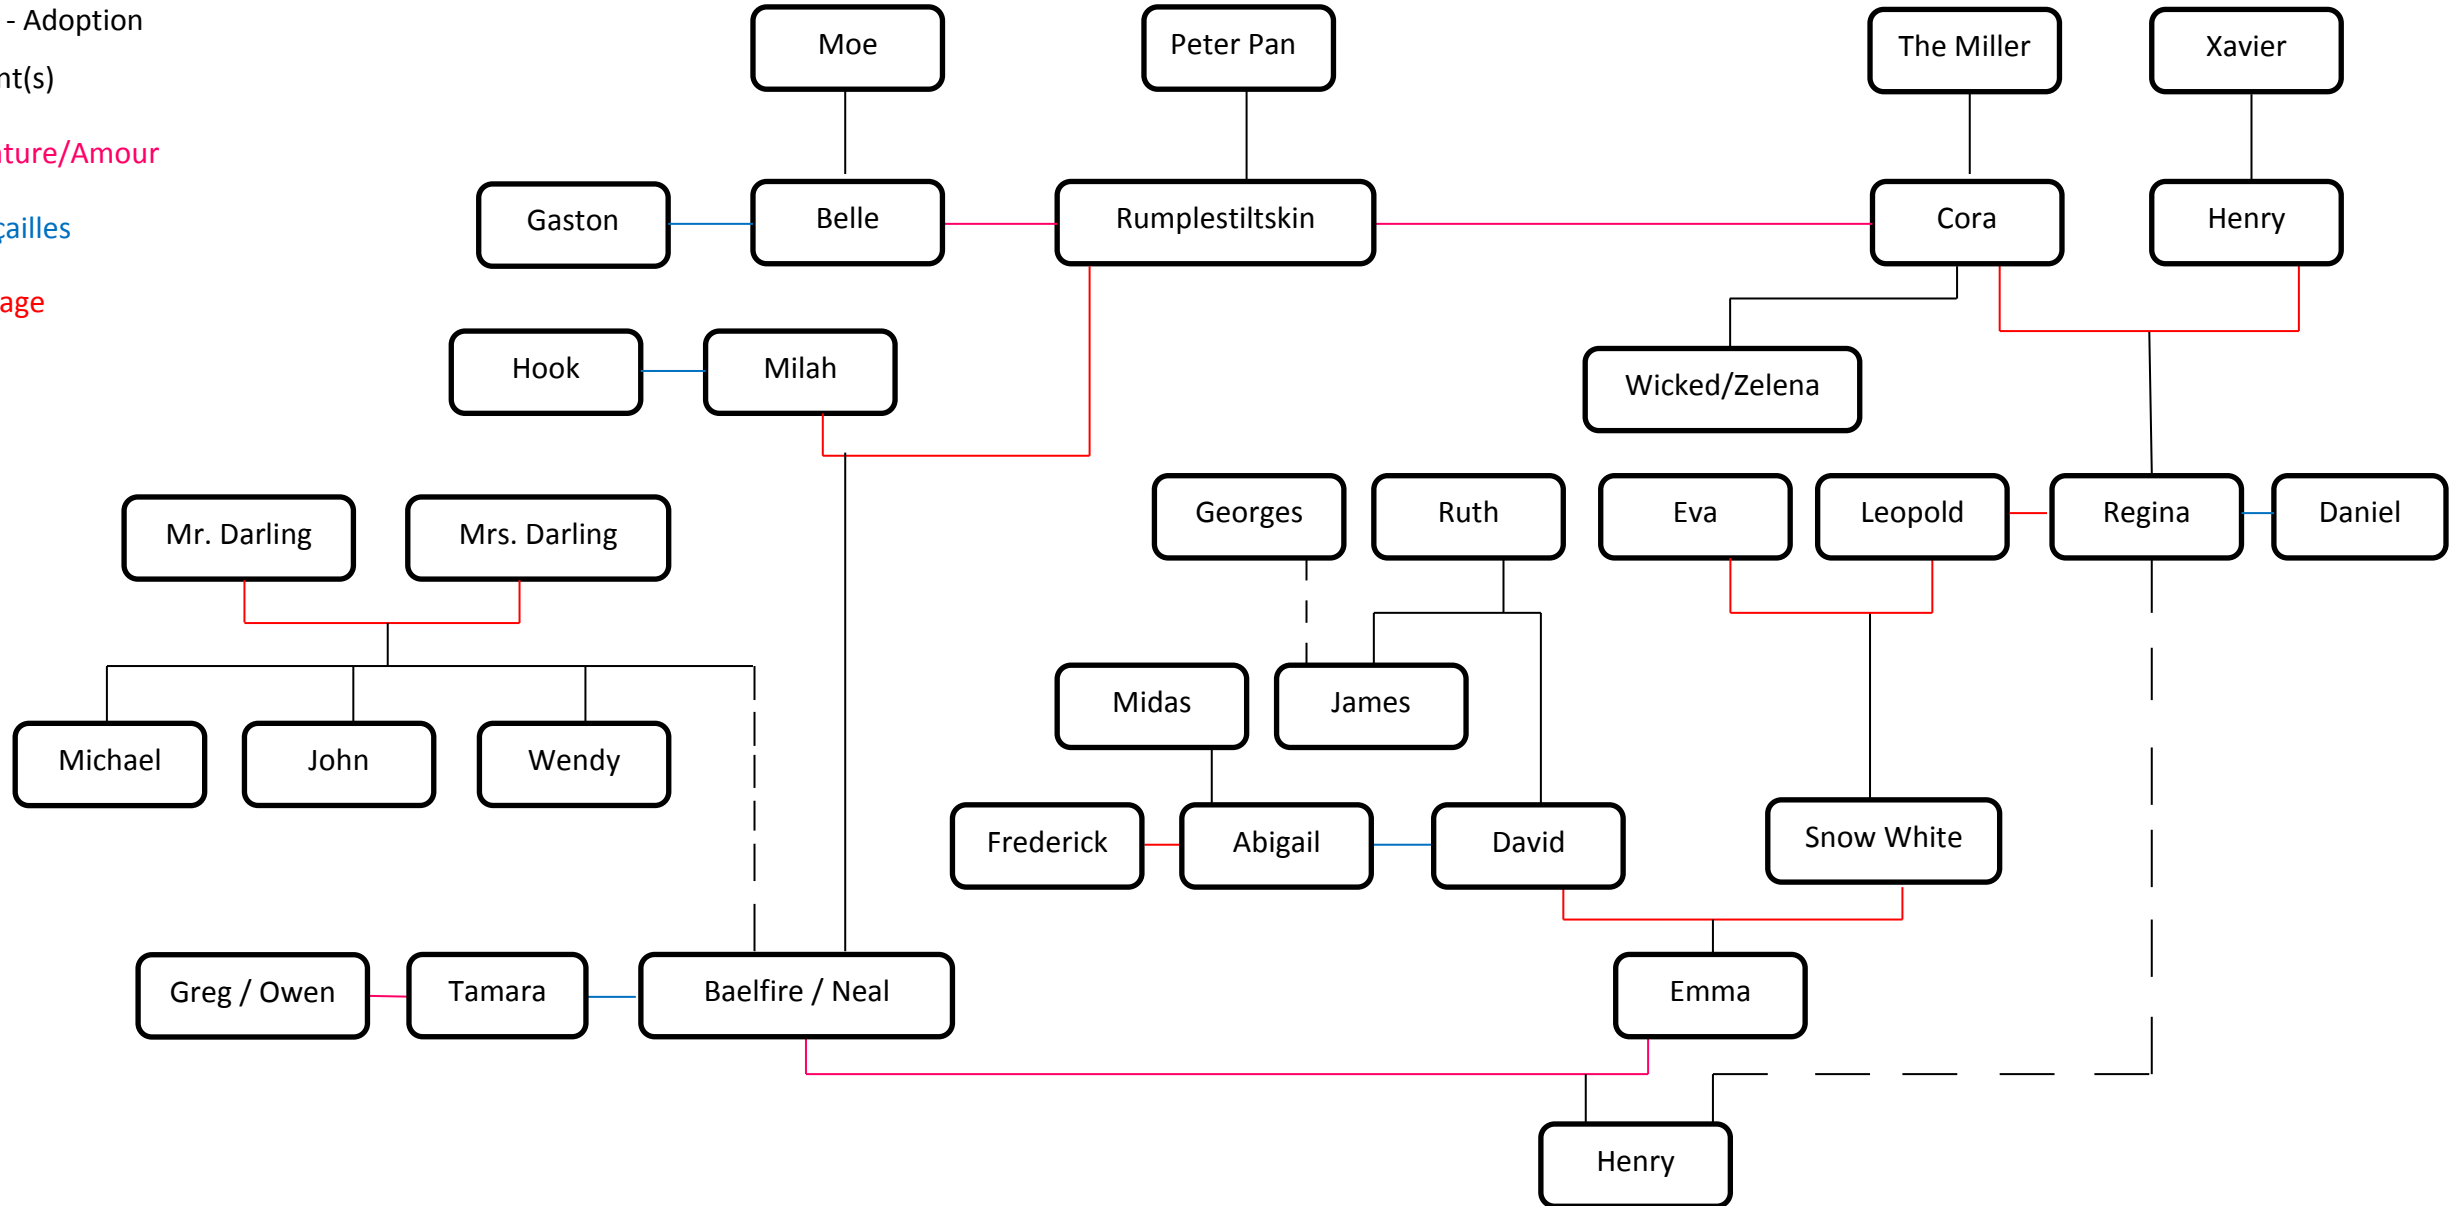 - Adoption
nt(s)
ature/Amour
çailles
age
Moe
Peter Pan
The Miller
Xavier
Gaston
Belle
Rumplestiltskin
Cora
Henry
Hook
Milah
Wicked/Zelena
Mr. Darling
Mrs. Darling
Georges
Ruth
Eva
Leopold
Regina
Daniel
Michael
John
Wendy
Midas
James
Frederick
Abigail
David
Snow White
Greg / Owen
Tamara
Baelfire / Neal
Emma
Henry